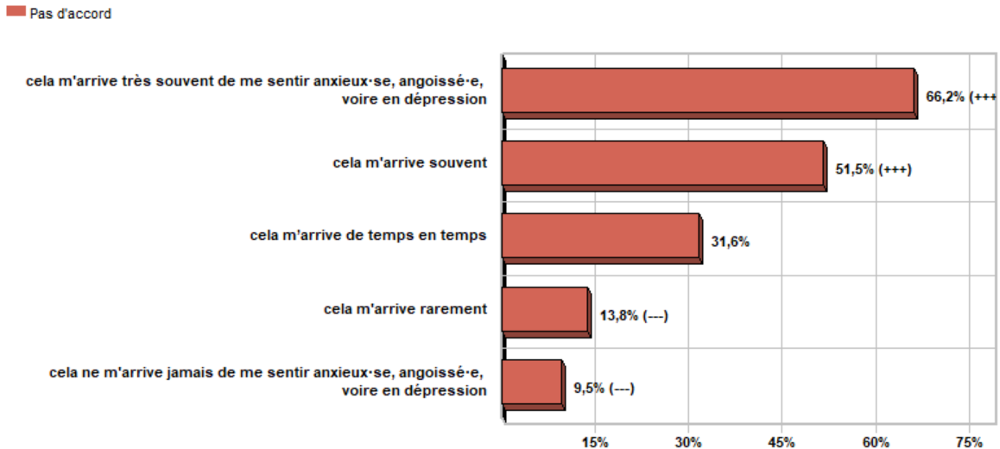 Pas d'accord
cela m'arrive très souvent de me sentir anxieux·se, angoissé·e,
voire en dépression
66,2% (+++
cela m'arrive souvent
51,5% (+++)
cela m'arrive de temps en temps
31,6%
cela m'arrive rarement
13,8% (---)
cela ne m'arrive jamais de me sentir anxieux·se, angoissé·e,
voire en dépression
9,5% (---)
15% 30% 45% 60% 75%